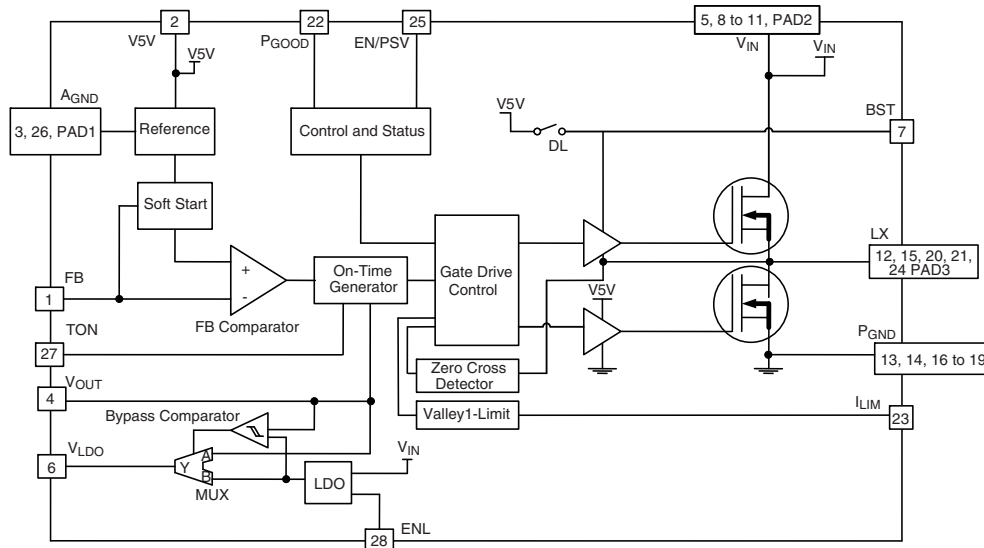 2
22
25
5, 8 to 11, PAD2
V5V
PGOOD
EN/PSV
VIN
V5V
VIN
AGND
3, 26, PAD1
Reference
Control and Status
V5V
DL
BST
7
Soft Start
LX
12, 15, 20, 21,
24 PAD3
FB
1
+
-
FB Comparator
On-Time
Generator
Gate Drive
Control
V5V
TON
27
PGND
13, 14, 16 to 19
Zero Cross
Detector
VOUT
4
Bypass Comparator
Valley1-Limit
ILIM
23
VLDO
6
Y
A
B
MUX
LDO
VIN
ENL
28